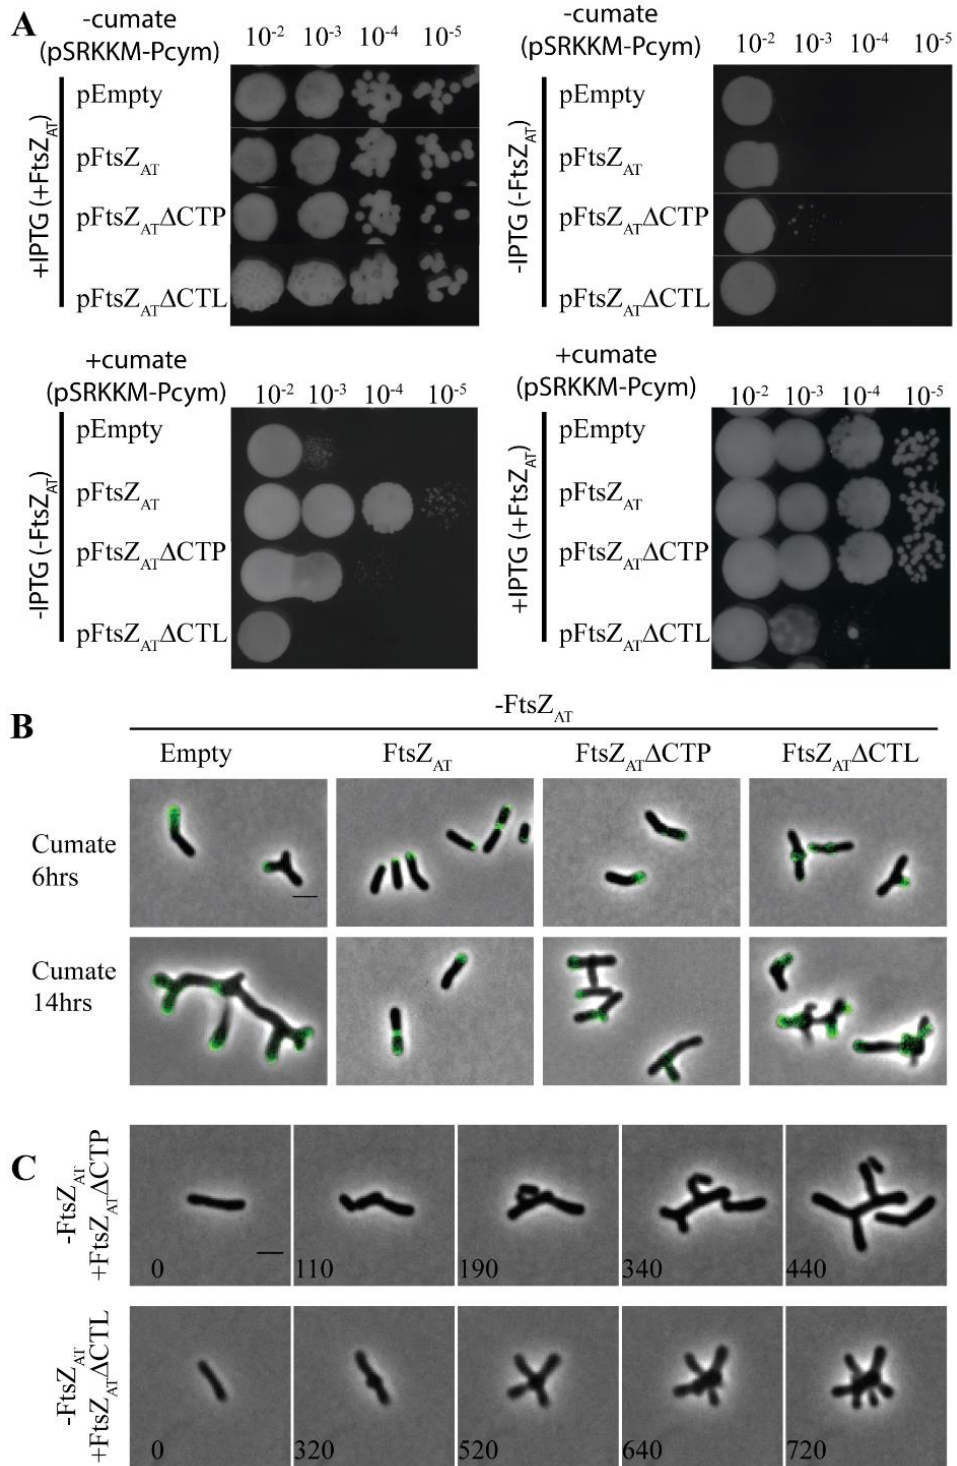 A
-cumate
(pSRKKM-Pcym)
10-2 10-3 10-4 10-5
+IPTG (+FtsZAT)
pEmpty
pFtsZAT
pFtsZATΔCTP
pFtsZATΔCTL
-cumate
(pSRKKM-Pcym)
10-2 10-3 10-4 10-5
-IPTG (-FtsZAT)
pEmpty
pFtsZAT
pFtsZATΔCTP
pFtsZATΔCTL
+cumate
(pSRKKM-Pcym)
10-2 10-3 10-4 10-5
-IPTG (-FtsZAT)
pEmpty
pFtsZAT
pFtsZATΔCTP
pFtsZATΔCTL
+cumate
(pSRKKM-Pcym)
10-2 10-3 10-4 10-5
+IPTG (+FtsZAT)
pEmpty
pFtsZAT
pFtsZATΔCTP
pFtsZATΔCTL
B
-FtsZAT
Empty FtsZAT FtsZATΔCTP FtsZATΔCTL
Cumate
6hrs
Cumate
14hrs
C
-FtsZAT
+FtsZATΔCTP
0 110 190 340 440
-FtsZAT
+FtsZATΔCTL
0 320 520 640 720